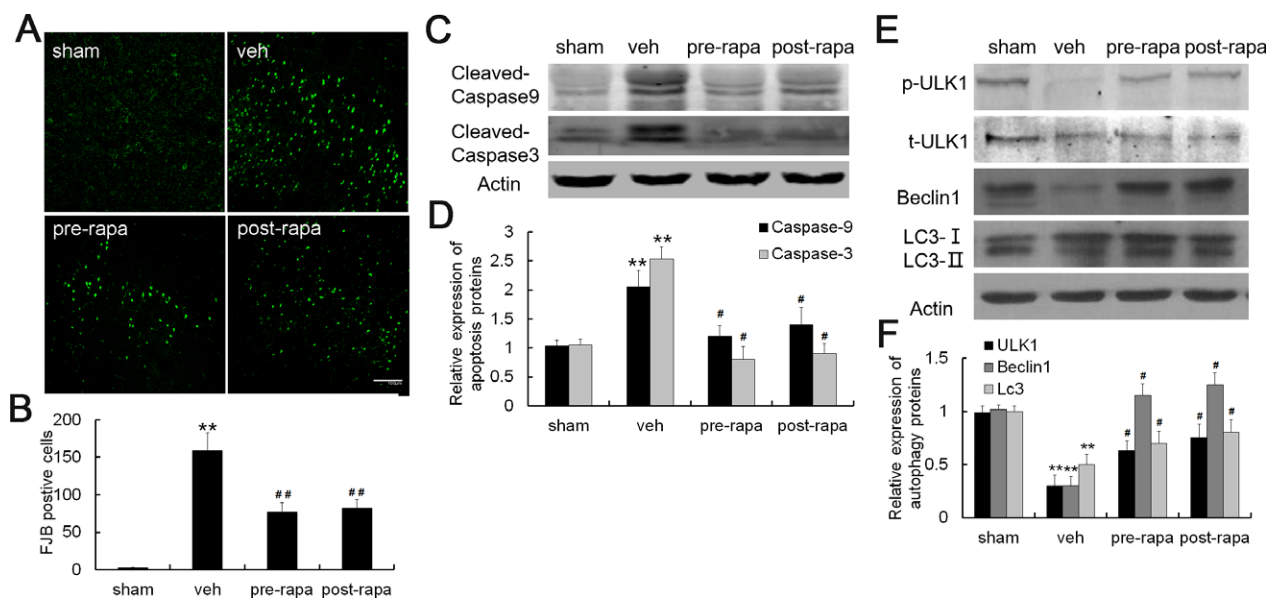 A
sham
veh
pre-rapa
post-rapa
B
FJB postive cells
200
150
100
50
0
**
##
##
sham veh pre-rapa post-rapa
C
sham veh pre-rapa post-rapa
Cleaved-
Caspase9
Cleaved-
Caspase3
Actin
D
Relative expression of
apoptosis proteins
3
2.5
2
1.5
1
0.5
0
Caspase-9
Caspase-3
** **
# #
# #
sham veh pre-rapa post-rapa
E
sham veh pre-rapa post-rapa
p-ULK1
t-ULK1
Beclin1
LC3-Ⅰ
LC3-Ⅱ
Actin
F
Relative expression of
autophagy proteins
1.5
1
0.5
0
ULK1
Beclin1
Lc3
** ** **
# # #
# # #
sham veh pre-rapa post-rapa